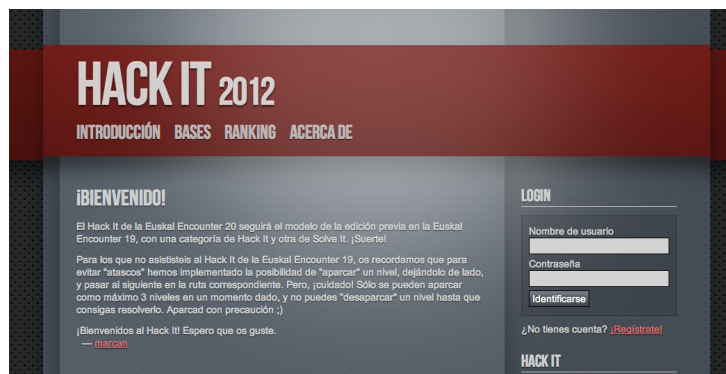 HACK IT 2012
INTRODUCCIÓN BASES RANKING ACERCA DE
¡BIENVENIDO!
El Hack It de la Euskal Encounter 20 seguirá el modelo de la edición previa en la Euskal
Encounter 19, con una categoría de Hack It y otra de Solve It. ¡Suerte!
Para los que no asististeis al Hack It de la Euskal Encounter 19, os recordamos que para
evitar "atascos" hemos implementado la posibilidad de "aparcar" un nivel, dejándolo de lado,
y pasar al siguiente en la ruta correspondiente. Pero, ¡cuidado! Sólo se pueden aparcar
como máximo 3 niveles en un momento dado, y no puedes "desaparcar" un nivel hasta que
consigas resolverlo. Aparcad con precaución ;)
¡Bienvenidos al Hack It! Espero que os guste.
— marcan
LOGIN
Nombre de usuario
Contraseña
Identificarse
¿No tienes cuenta? ¡Regístrate!
HACK IT